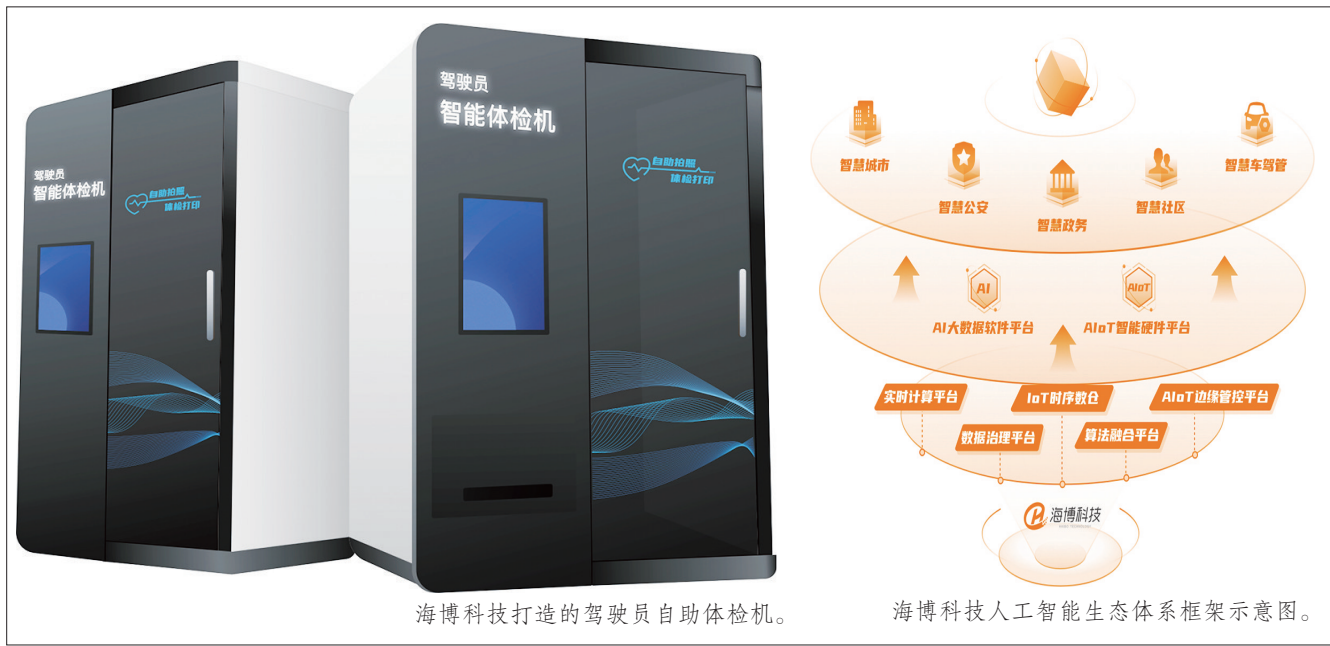 驾驶员
智能体检机
自助拍照
体检打印
驾驶员
智能体检机
自助拍照
体检打印
海博科技打造的驾驶员自助体检机。
智慧城市
智慧车驾管
智慧公安
智慧社区
智慧政务
AI
AIoT
AI大数据软件平台
AIoT智能硬件平台
实时计算平台
IoT时序数仓
AIoT边缘管控平台
数据治理平台
算法融合平台
海博科技
海博科技人工智能生态体系框架示意图。